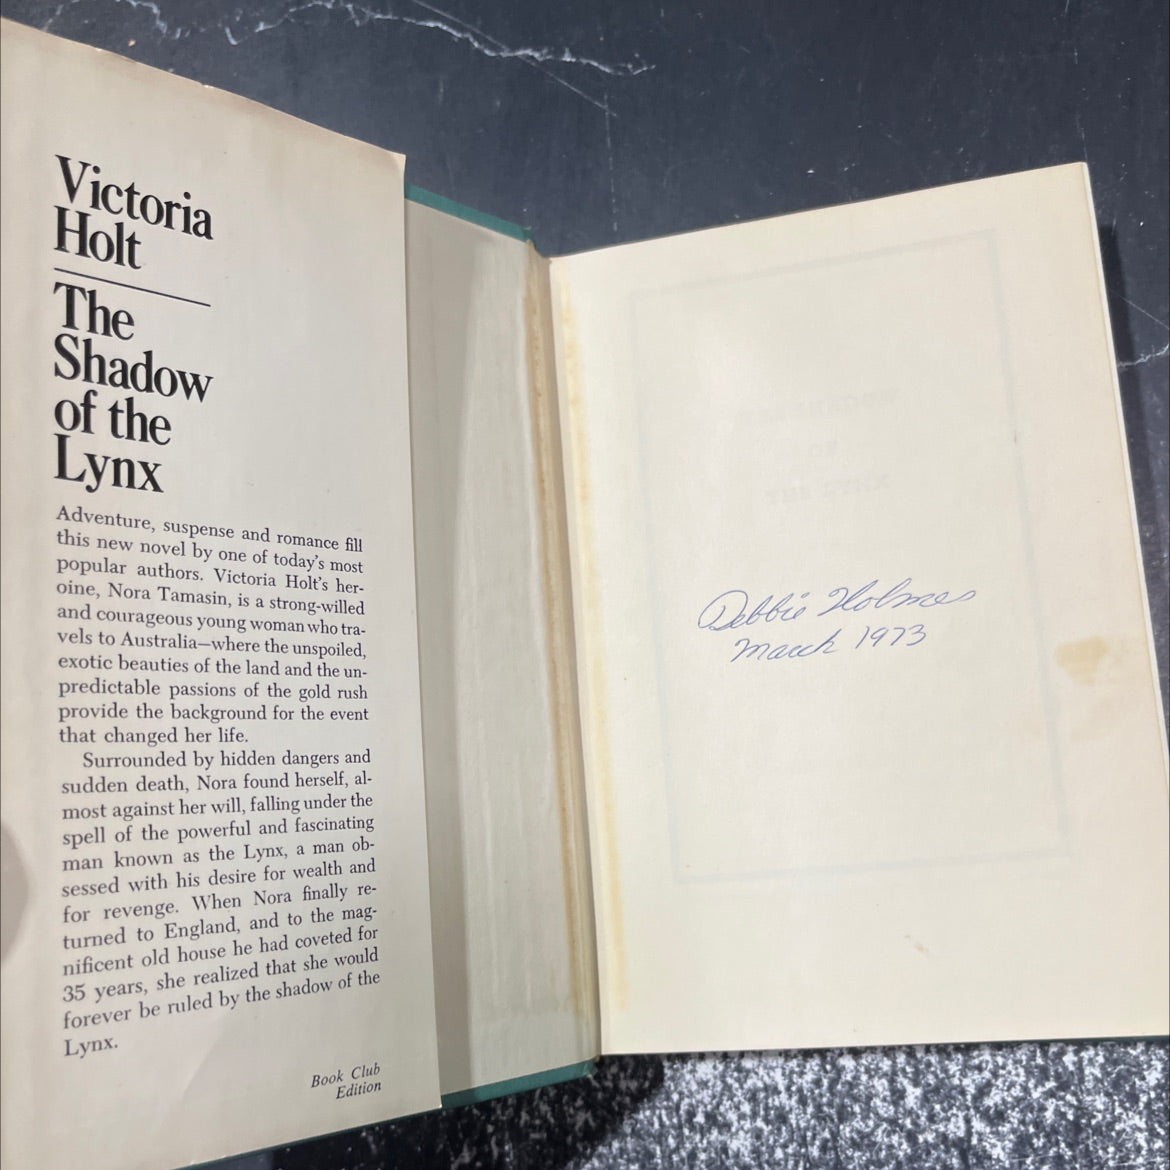 Victoria
Holt
The
Shadow
of the
Lynx
Adventure, suspense and romance fill
this new novel by one of today's most
popular authors. Victoria Holt's her-
oine, Nora Tamasin, is a strong-willed
and courageous young woman who tra-
vels to Australia—where the unspoiled,
exotic beauties of the land and the un-
predictable passions of the gold rush
provide the background for the event
that changed her life.
Surrounded by hidden dangers and
sudden death, Nora found herself, al-
most against her will, falling under the
spell of the powerful and fascinating
man known as the Lynx, a man ob-
sessed with his desire for wealth and
for revenge. When Nora finally re-
turned to England, and to the mag-
nificent old house he had coveted for
35 years, she realized that she would
forever be ruled by the shadow of the
Lynx.
Book Club
Edition
Debbie Holmes
March 1973